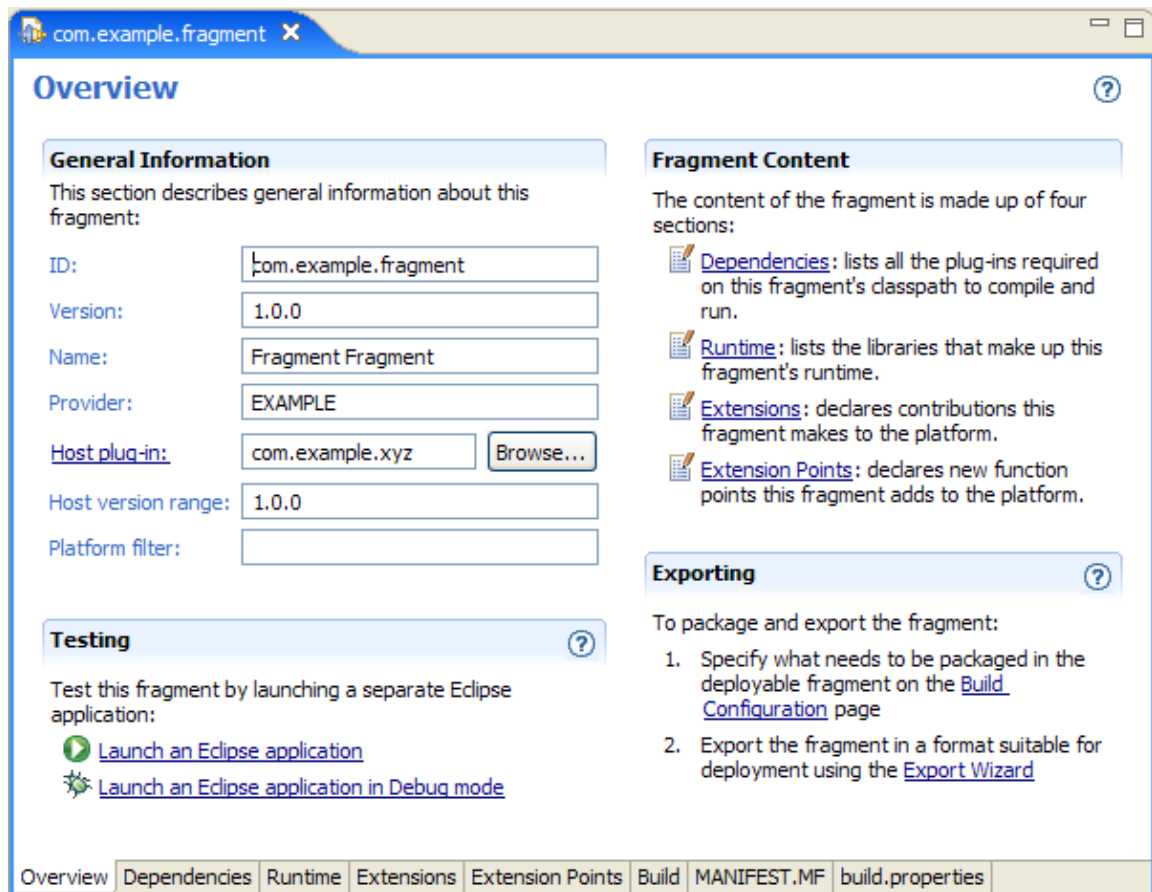 com.example.fragment
Overview
General Information
This section describes general information about this
fragment:
ID: com.example.fragment
Version: 1.0.0
Name: Fragment Fragment
Provider: EXAMPLE
Host plug-in: com.example.xyz Browse...
Host version range: 1.0.0
Platform filter:
Testing
Test this fragment by launching a separate Eclipse
application:
Launch an Eclipse application
Launch an Eclipse application in Debug mode
Fragment Content
The content of the fragment is made up of four
sections:
Dependencies: lists all the plug-ins required
on this fragment's classpath to compile and
run.
Runtime: lists the libraries that make up this
fragment's runtime.
Extensions: declares contributions this
fragment makes to the platform.
Extension Points: declares new function
points this fragment adds to the platform.
Exporting
To package and export the fragment:
1. Specify what needs to be packaged in the
deployable fragment on the Build
Configuration page
2. Export the fragment in a format suitable for
deployment using the Export Wizard
Overview Dependencies Runtime Extensions Extension Points Build MANIFEST.MF build.properties